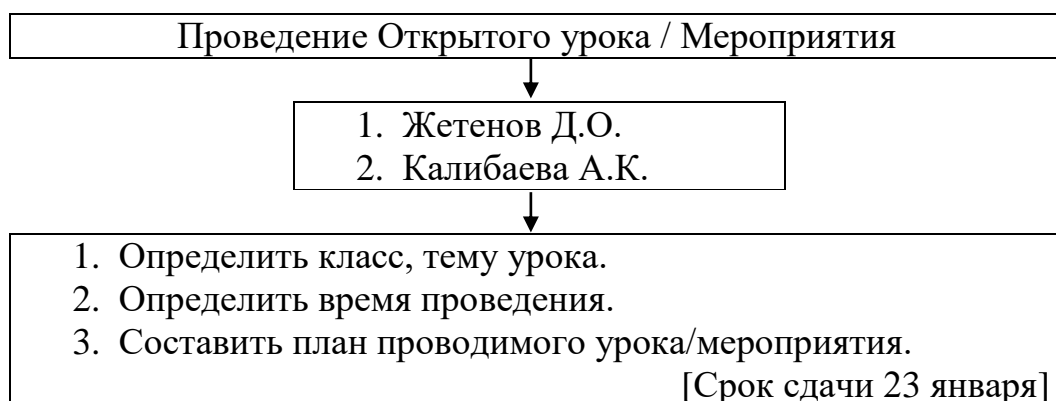 Проведение Открытого урока / Мероприятия
1. Жетенов Д.О.
2. Калибаева А.К.
1. Определить класс, тему урока.
2. Определить время проведения.
3. Составить план проводимого урока/мероприятия.
[Срок сдачи 23 января]